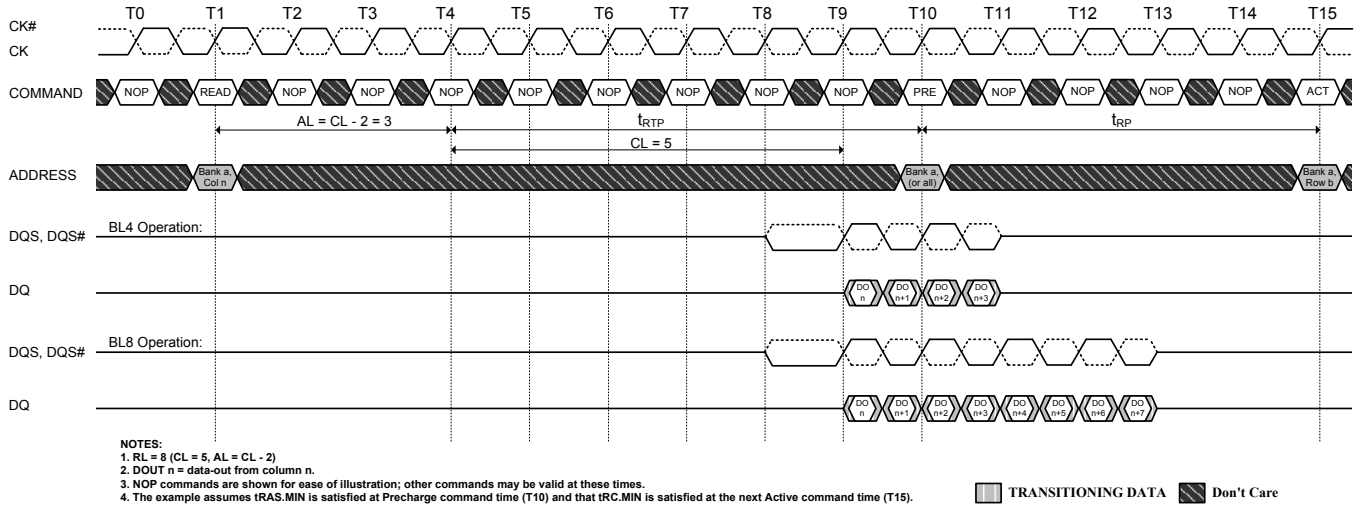 T0 T1 T2 T3 T4 T5 T6 T7 T8 T9 T10 T11 T12 T13 T14 T15
CK#
CK
COMMAND NOP READ NOP NOP NOP NOP NOP NOP NOP NOP PRE NOP NOP NOP NOP ACT
AL = CL - 2 = 3 tRTP tRP
CL = 5
ADDRESS Bank a, Col n Bank a, (or all) Bank a, Row b
BL4 Operation:
DQS, DQS#
DQ DO n DO n+1 DO n+2 DO n+3
BL8 Operation:
DQS, DQS#
DQ DO n DO n+1 DO n+2 DO n+3 DO n+4 DO n+5 DO n+6 DO n+7
NOTES:
1. RL = 8 (CL = 5, AL = CL - 2)
2. DOUT n = data-out from column n.
3. NOP commands are shown for ease of illustration; other commands may be valid at these times.
4. The example assumes tRAS.MIN is satisfied at Precharge command time (T10) and that tRC.MIN is satisfied at the next Active command time (T15).
TRANSITIONING DATA Don't Care